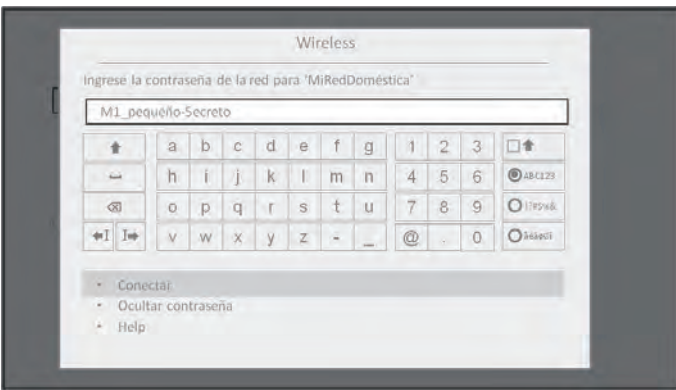 Wireless
Ingrese la contraseña de la red para 'MiRedDoméstica'
M1_pequeño-Secreto
a b c d e f g 1 2 3
h i j k l m n 4 5 6 ABC123
o p q r s t u 7 8 9
v w x y z - _ @ . 0
• Conectar
• Ocultar contraseña
• Help